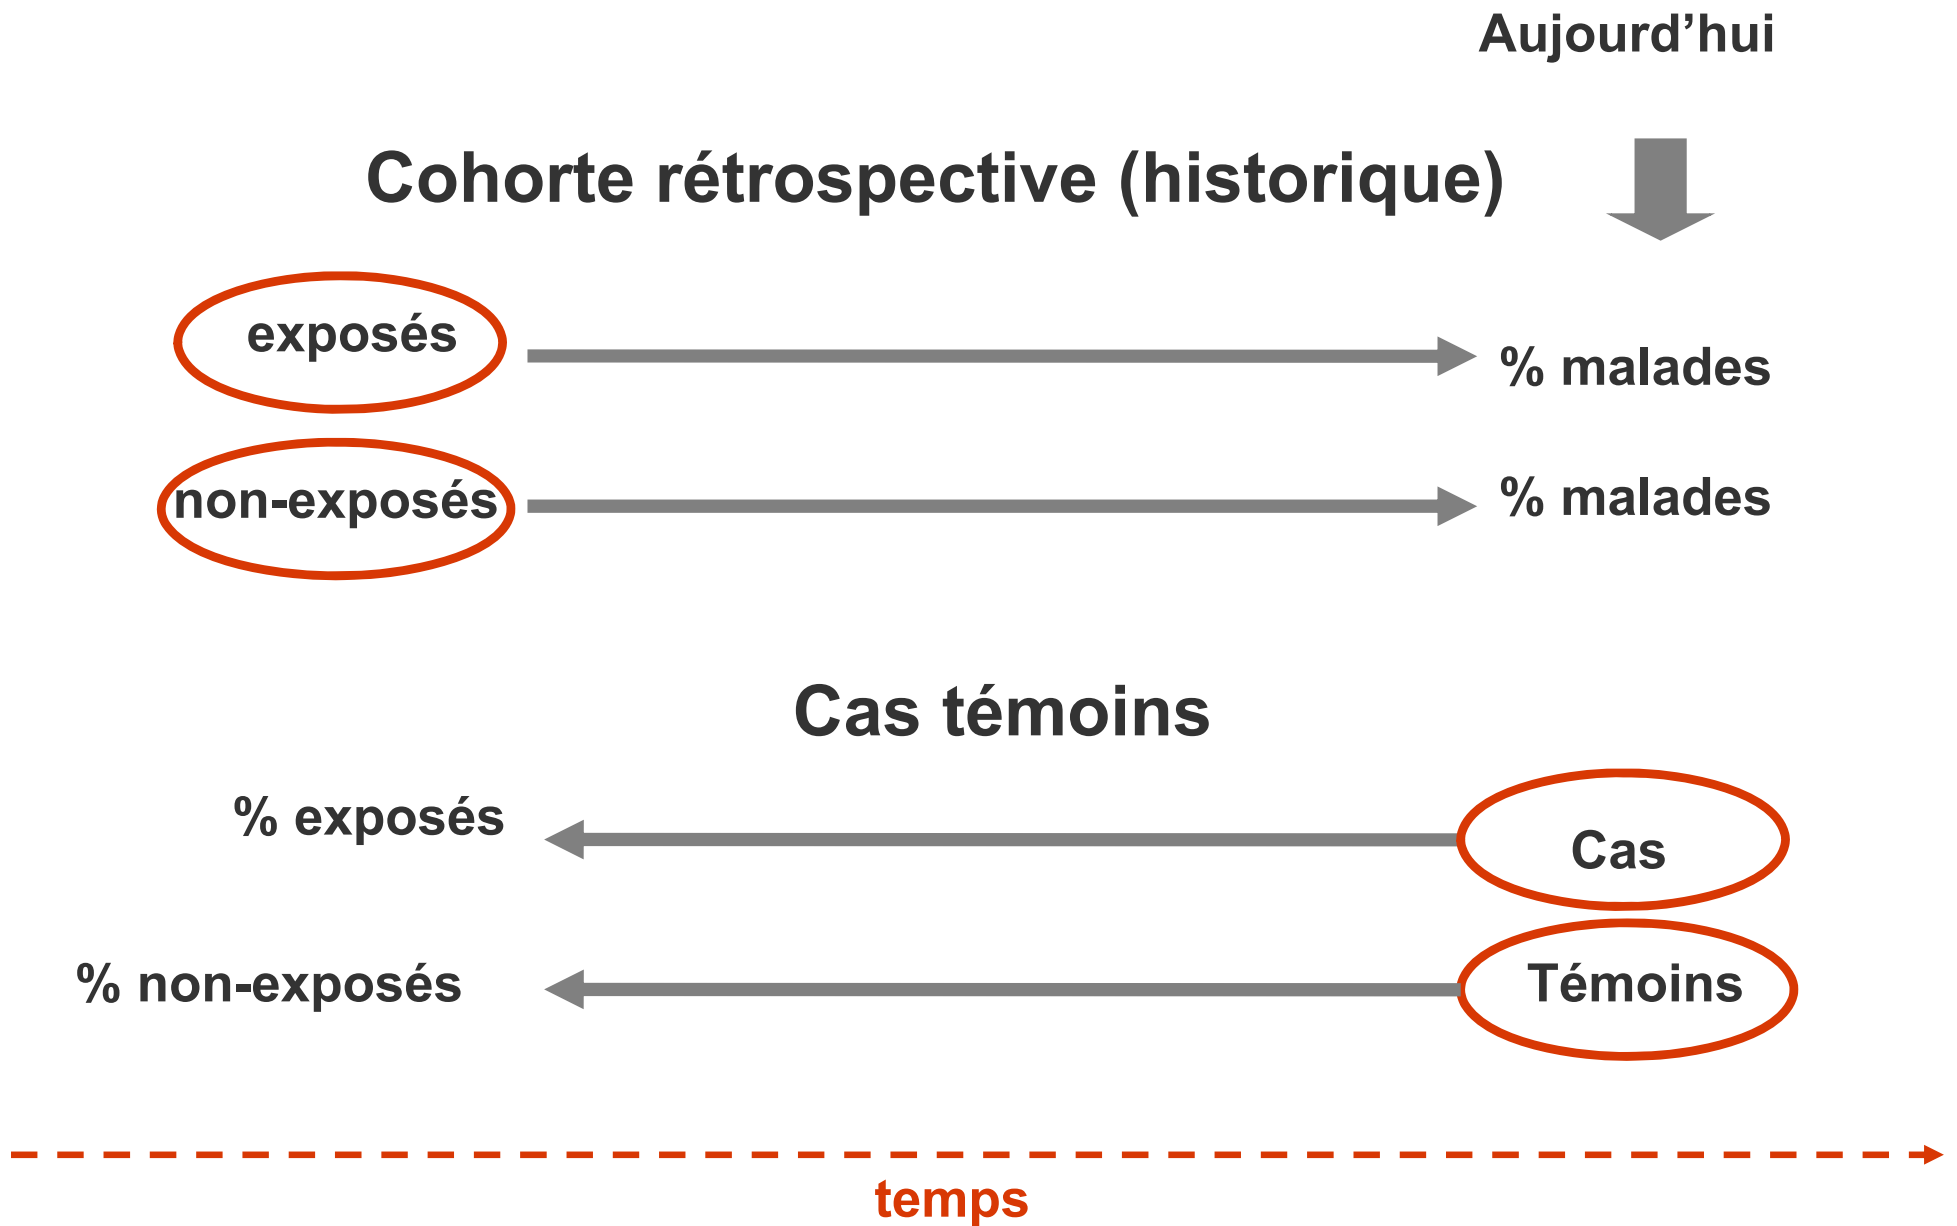 Aujourd’hui
Cohorte rétrospective (historique)
exposés
% malades
non-exposés
% malades
Cas témoins
% exposés
Cas
% non-exposés
Témoins
temps